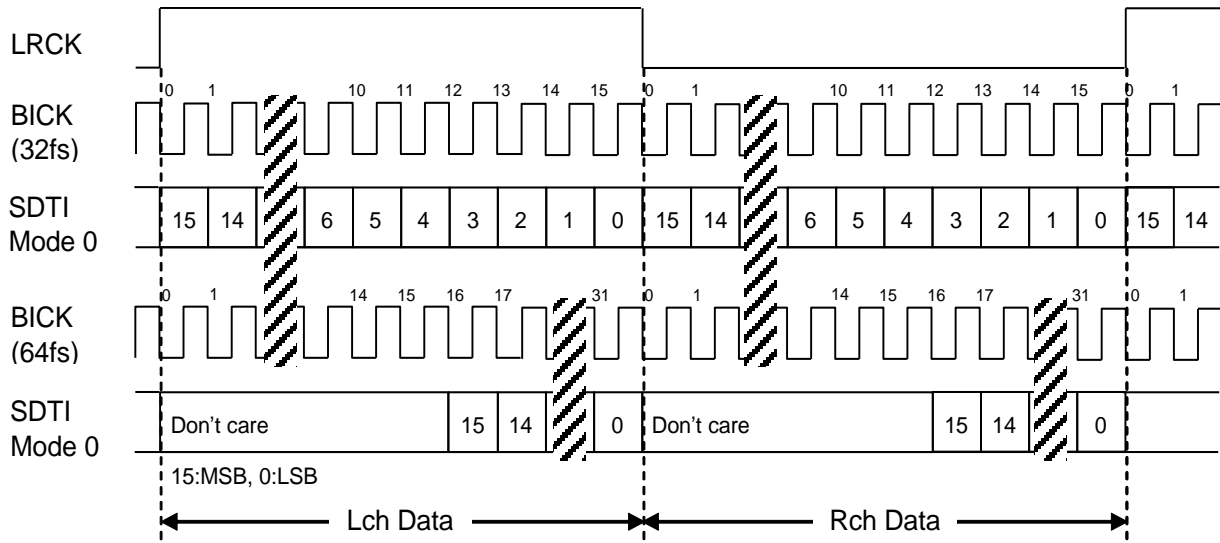 LRCK
0 1 10 11 12 13 14 15 0 1 10 11 12 13 14 15 0 1
BICK
(32fs)
SDTI
Mode 0
15 14 6 5 4 3 2 1 0 15 14 6 5 4 3 2 1 0 15 14
0 1 14 15 16 17 31 0 1 14 15 16 17 31 0 1
BICK
(64fs)
SDTI
Mode 0
Don't care 15 14 0 Don't care 15 14 0
15:MSB, 0:LSB
Lch Data Rch Data